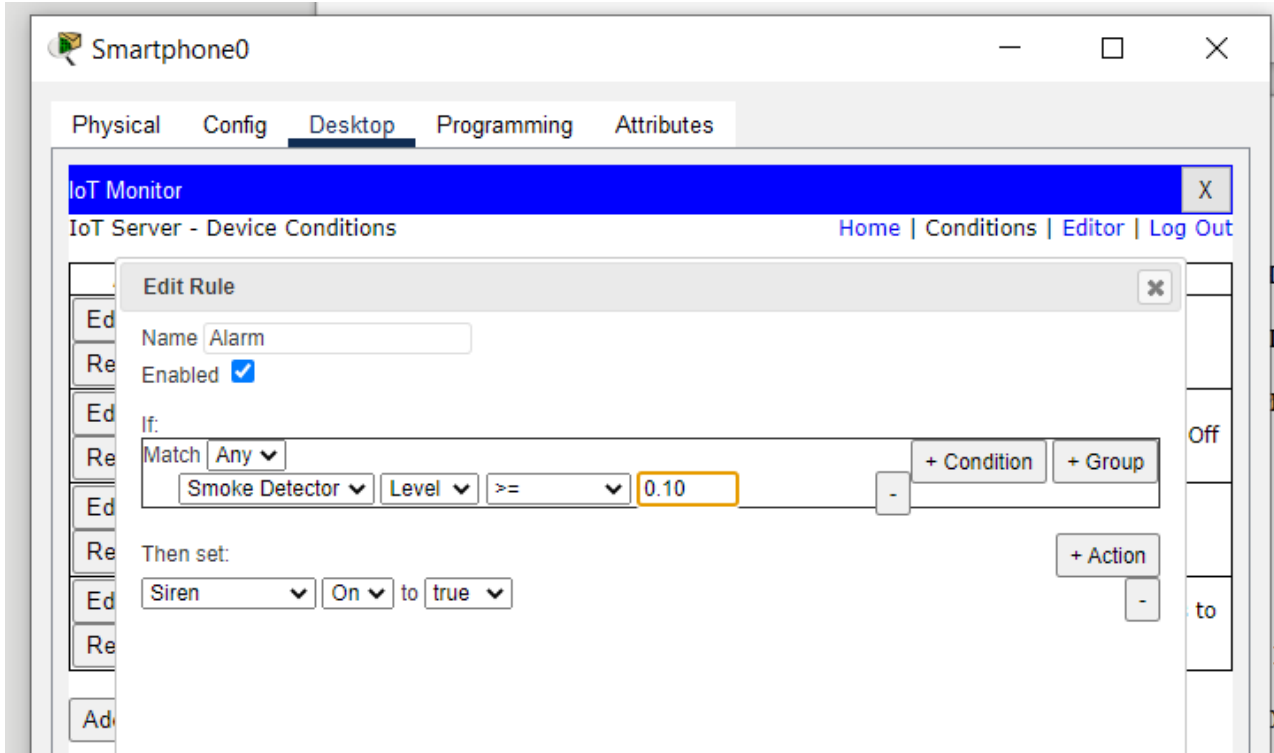 Smartphone0
Physical Config Desktop Programming Attributes
IoT Monitor X
IoT Server - Device Conditions Home | Conditions | Editor | Log Out
Edit Rule
Name Alarm
Enabled
If:
Match Any + Condition + Group
Smoke Detector Level >= 0.10 -
Off
Then set: + Action
Siren On to true -
to